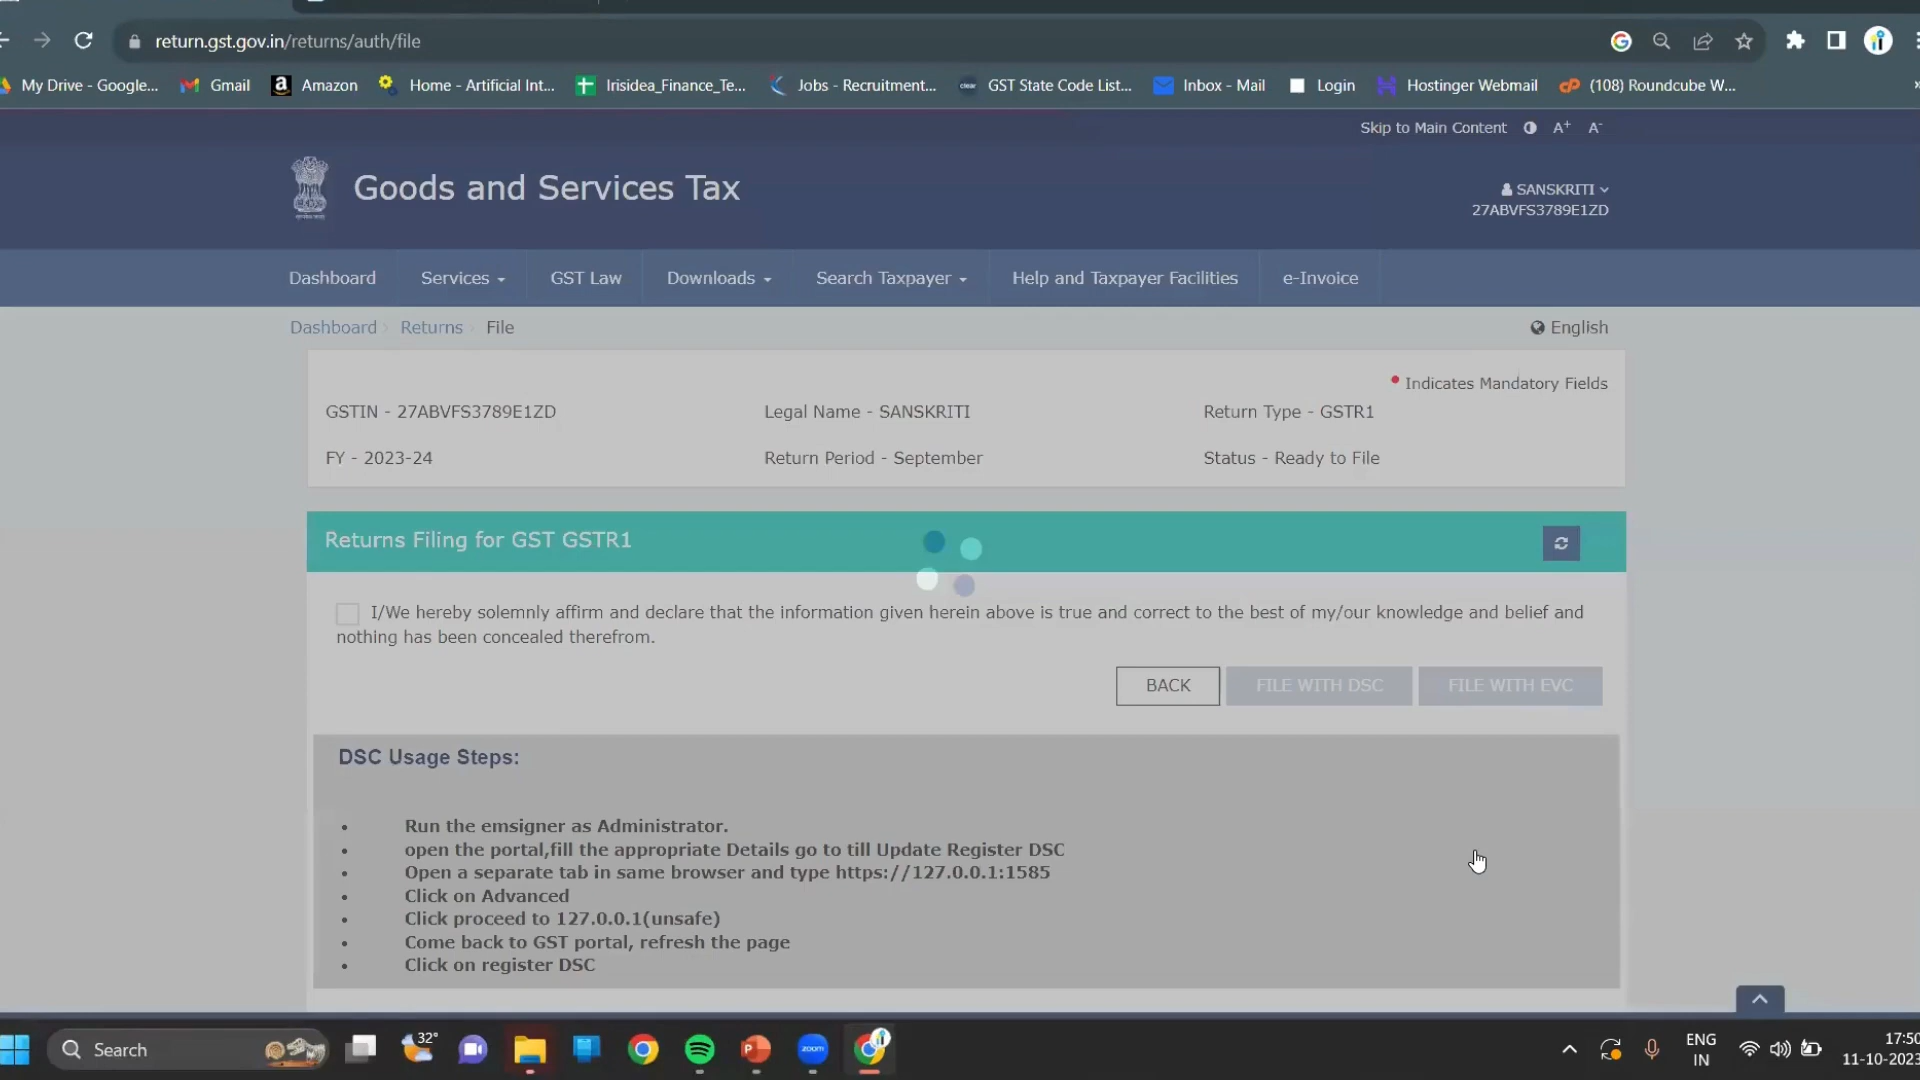 return.gst.gov.in/returns/auth/file
My Drive - Google... Gmail Amazon Home - Artificial Int... Irisidea_Finance_Te... Jobs - Recruitment... GST State Code List... Inbox - Mail Login Hostinger Webmail (108) Roundcube W... »
Skip to Main Content A+ A-
Goods and Services Tax
SANSKRITI
27ABVFS3789E1ZD
Dashboard Services GST Law Downloads Search Taxpayer Help and Taxpayer Facilities e-Invoice
Dashboard Returns File English
• Indicates Mandatory Fields
GSTIN - 27ABVFS3789E1ZD Legal Name - SANSKRITI Return Type - GSTR1
FY - 2023-24 Return Period - September Status - Ready to File
Returns Filing for GST GSTR1
I/We hereby solemnly affirm and declare that the information given herein above is true and correct to the best of my/our knowledge and belief and
nothing has been concealed therefrom.
BACK FILE WITH DSC FILE WITH EVC
DSC Usage Steps:
• Run the emsigner as Administrator.
• open the portal,fill the appropriate Details go to till Update Register DSC
• Open a separate tab in same browser and type https://127.0.0.1:1585
• Click on Advanced
• Click proceed to 127.0.0.1(unsafe)
• Come back to GST portal, refresh the page
• Click on register DSC
Search 32° zoom ENG 17:50
IN 11-10-2023